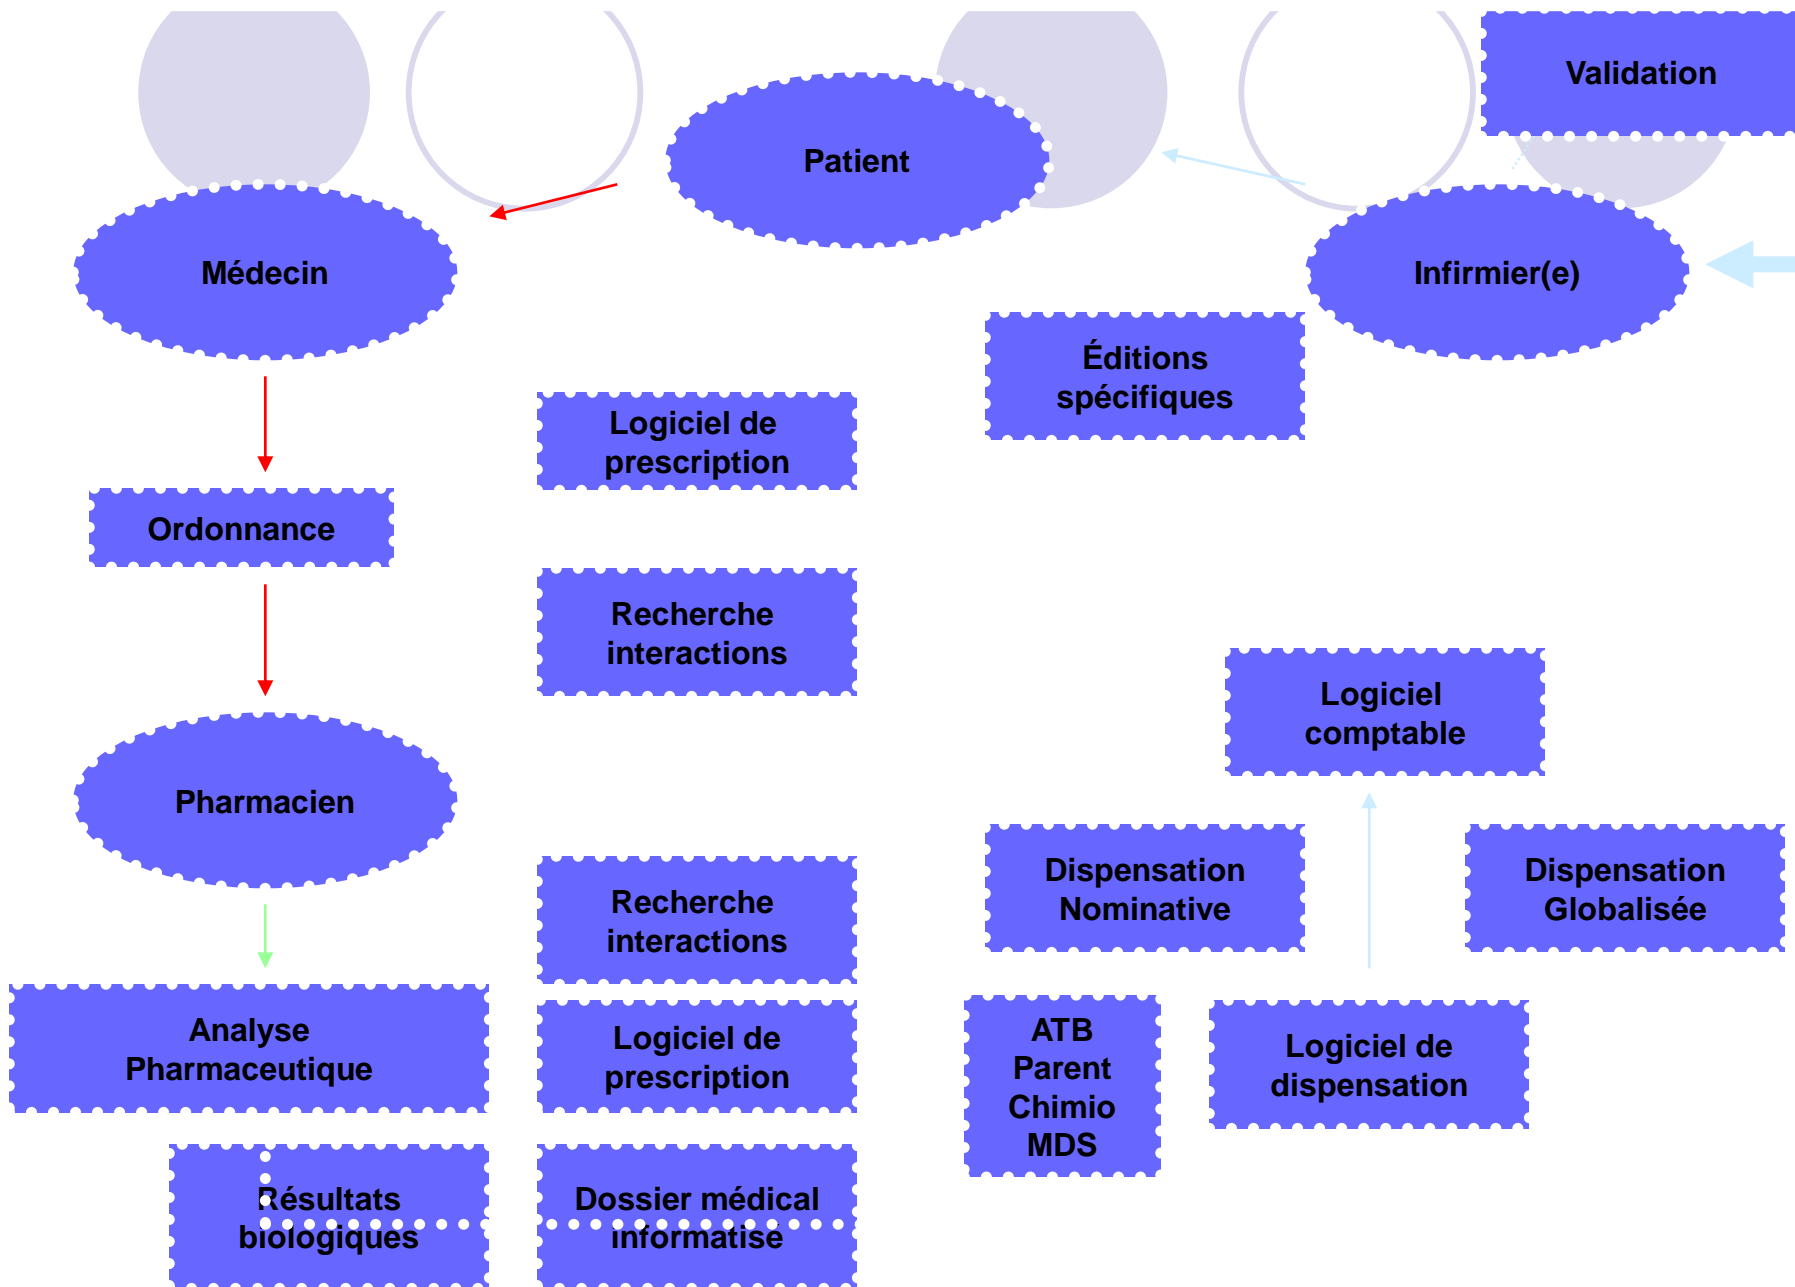 Validation
Patient
Médecin
Infirmier(e)
Éditions
spécifiques
Logiciel de
prescription
Ordonnance
Recherche
interactions
Logiciel
comptable
Pharmacien
Dispensation
Nominative
Dispensation
Globalisée
Recherche
interactions
Analyse
Pharmaceutique
Logiciel de
prescription
ATB
Parent
Chimio
MDS
Logiciel de
dispensation
Résultats
biologiques
Dossier médical
informatisé